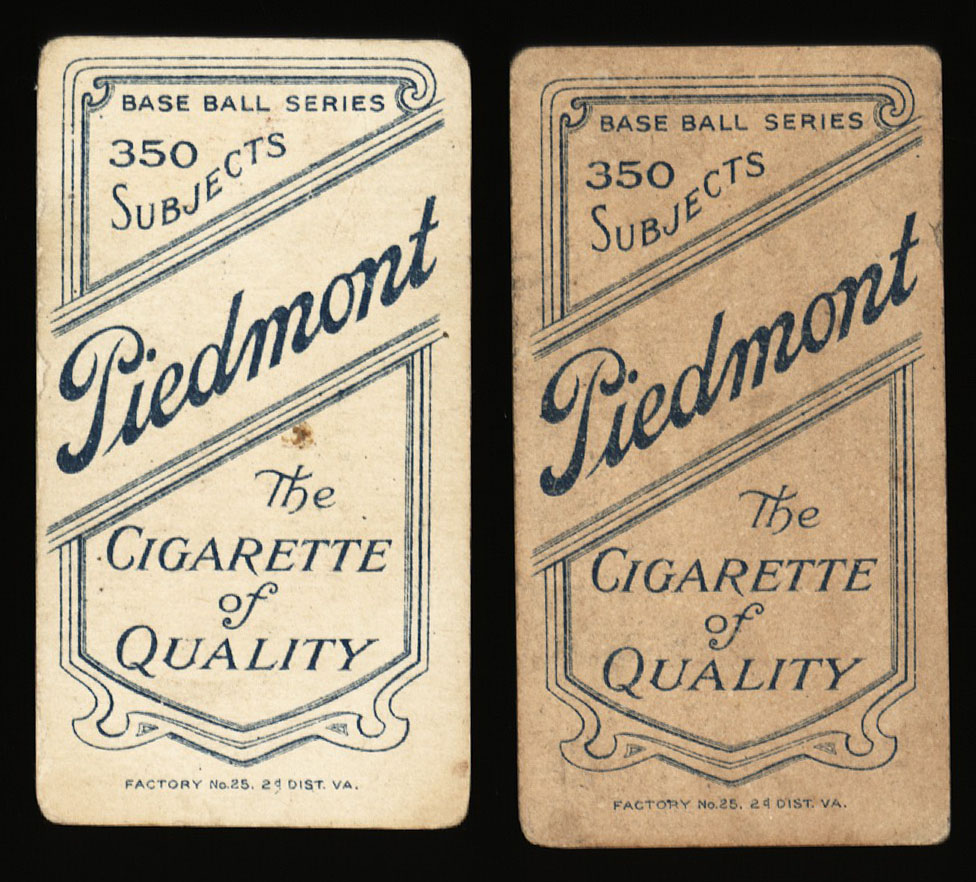 BASE BALL SERIES
350
SUBJECTS
Piedmont
The
CIGARETTE
of
QUALITY
FACTORY No.25. 2d DIST. VA.
BASE BALL SERIES
350
SUBJECTS
Piedmont
The
CIGARETTE
of
QUALITY
FACTORY No.25. 2d DIST. VA.